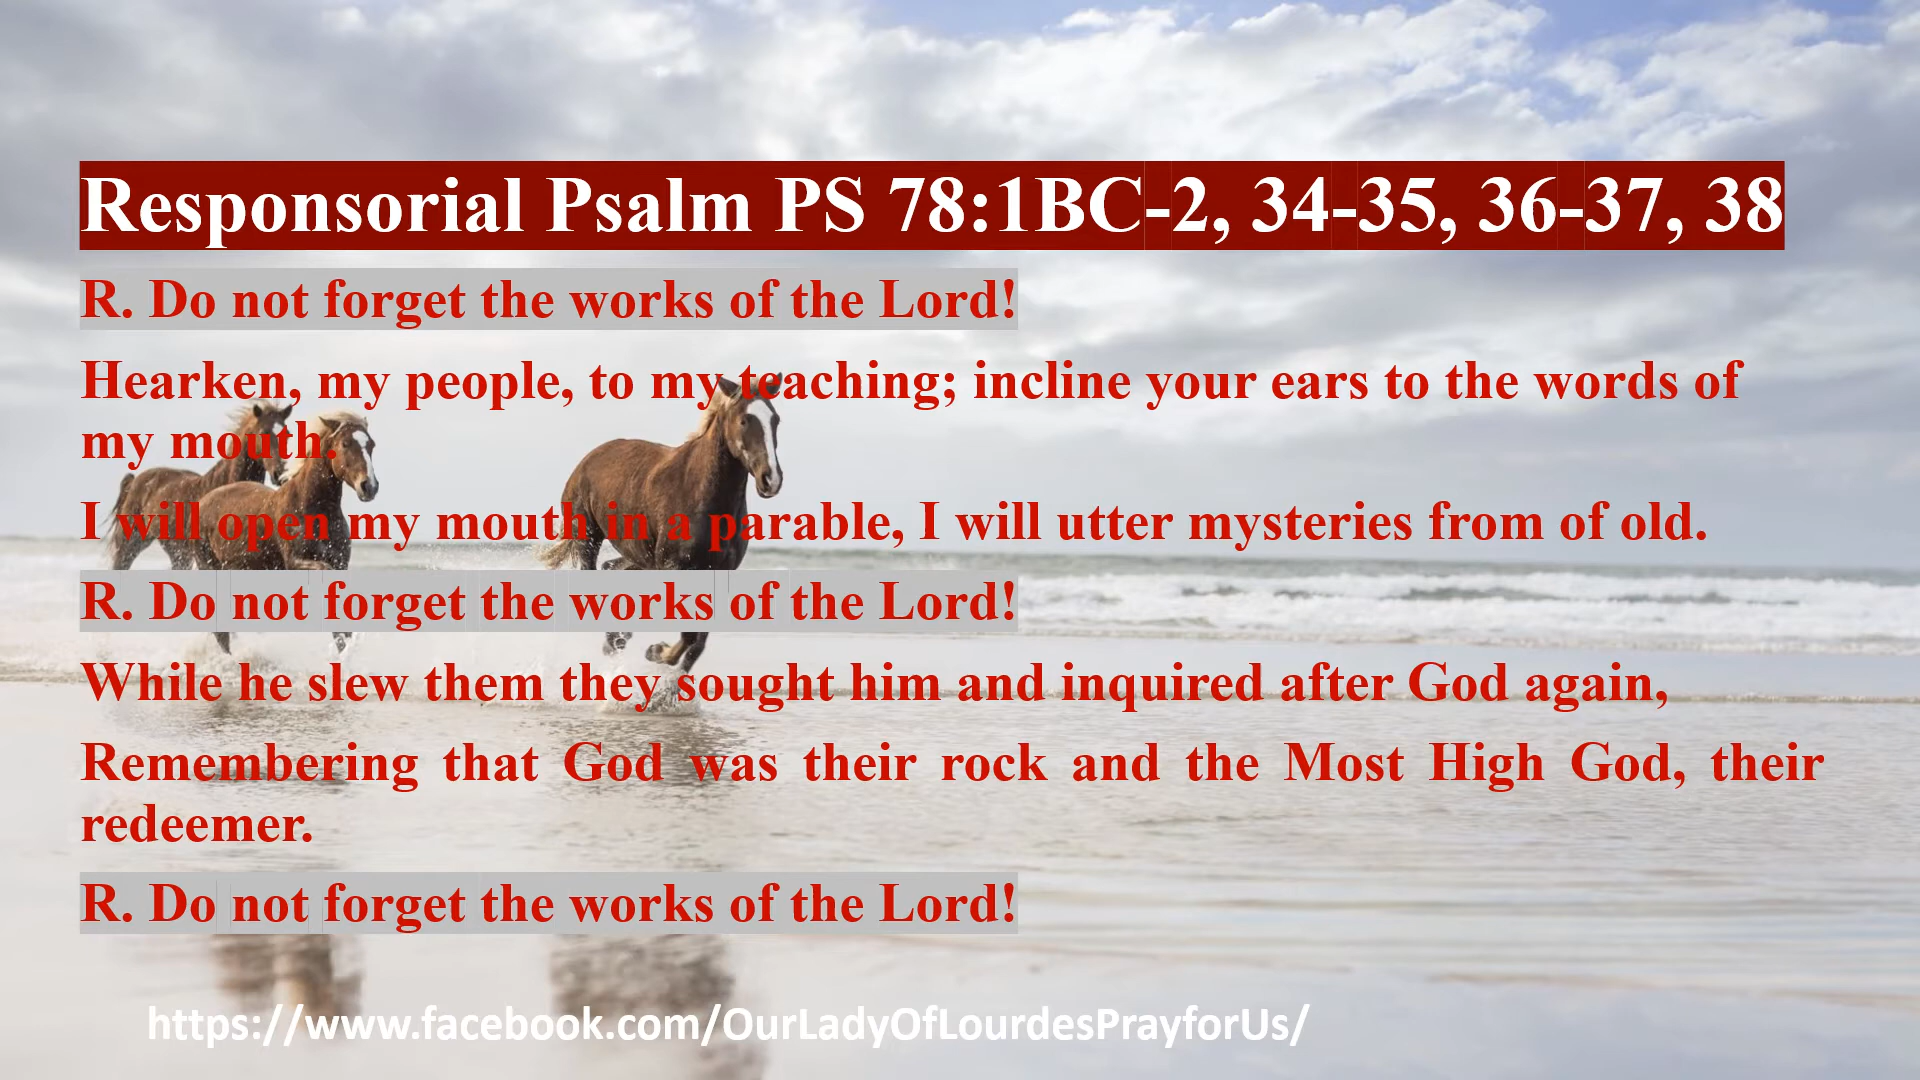 Responsorial Psalm PS 78:1BC-2, 34-35, 36-37, 38
R. Do not forget the works of the Lord!
Hearken, my people, to my teaching; incline your ears to the words of
my mouth.
I will open my mouth in a parable, I will utter mysteries from of old.
R. Do not forget the works of the Lord!
While he slew them they sought him and inquired after God again,
Remembering that God was their rock and the Most High God, their
redeemer.
R. Do not forget the works of the Lord!
https://www.facebook.com/OurLadyOfLourdesPrayforUs/